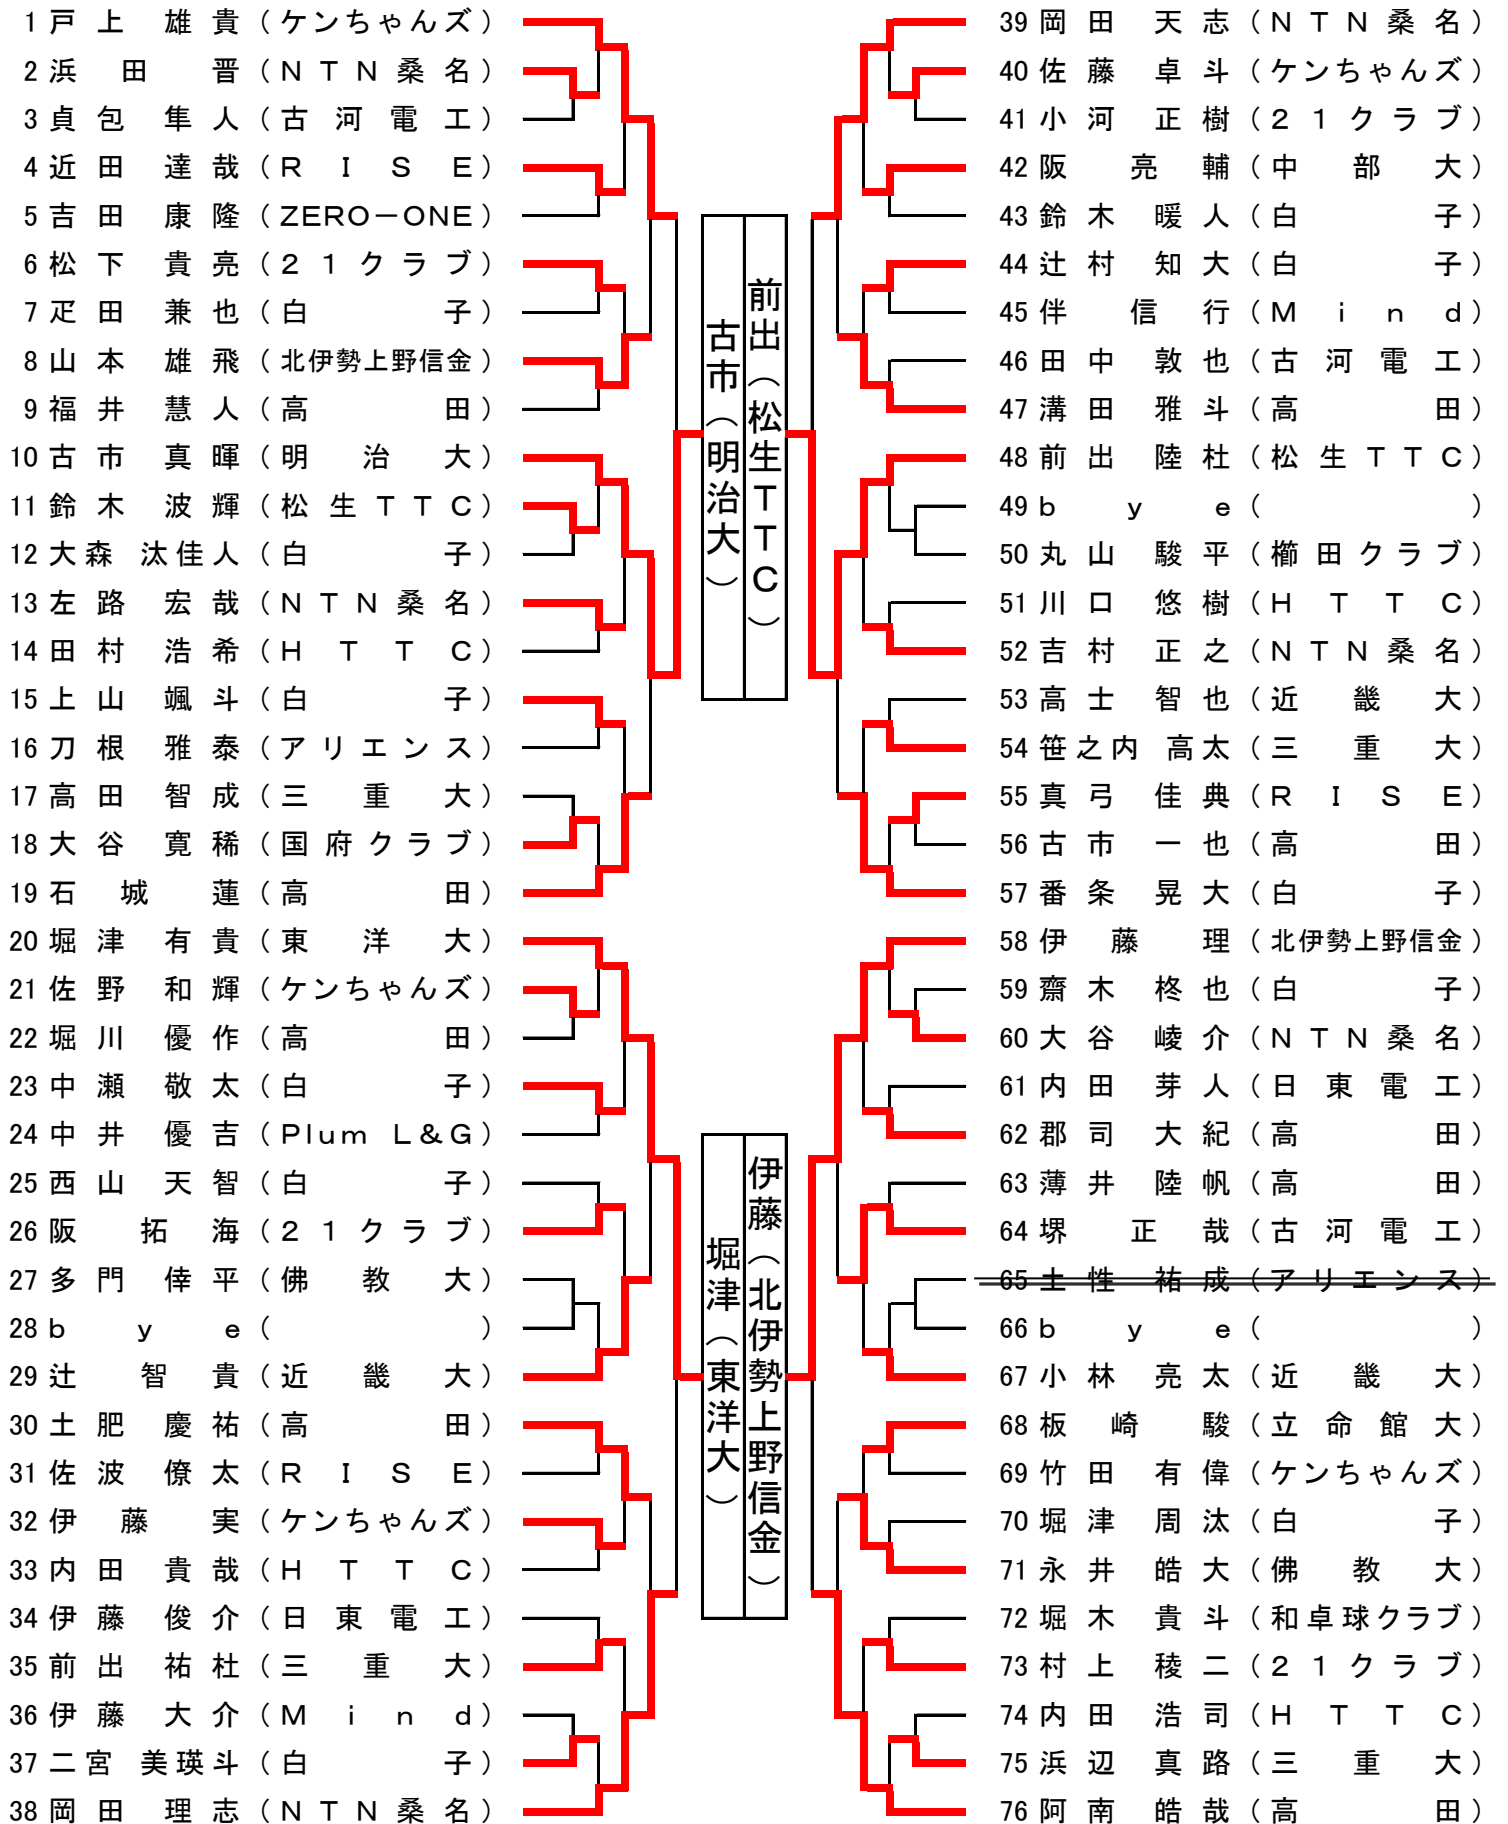 1 戸上 雄貴 (ケンちゃんズ)
2 浜田 晋 (NTN桑名)
3 貞包 隼人 (古河電工)
4 近田 達哉 (RISE)
5 吉田 康隆 (ZERO－ONE)
6 松下 貴亮 (21クラブ)
7 疋田 兼也 (白子)
8 山本 雄飛 (北伊勢上野信金)
9 福井 慧人 (高田)
10 古市 真暉 (明治大)
11 鈴木 波輝 (松生TTC)
12 大森 汰佳人 (白子)
13 左路 宏哉 (NTN桑名)
14 田村 浩希 (HTTC)
15 上山 颯斗 (白子)
16 刀根 雅泰 (アリエンス)
17 高田 智成 (三重大)
18 大谷 寛稀 (国府クラブ)
19 石城 蓮 (高田)
20 堀津 有貴 (東洋大)
21 佐野 和輝 (ケンちゃんズ)
22 堀川 優作 (高田)
23 中瀬 敬太 (白子)
24 中井 優吉 (Plum L&G)
25 西山 天智 (白子)
26 阪 拓海 (21クラブ)
27 多門 倖平 (佛教大)
28 bye ( )
29 辻 智貴 (近畿大)
30 土肥 慶祐 (高田)
31 佐波 僚太 (RISE)
32 伊藤 実 (ケンちゃんズ)
33 内田 貴哉 (HTTC)
34 伊藤 俊介 (日東電工)
35 前出 祐杜 (三重大)
36 伊藤 大介 (Mind)
37 二宮 美瑛斗 (白子)
38 岡田 理志 (NTN桑名)
古市(明治大)
前出(松生TTC)
堀津(東洋大)
伊藤(北伊勢上野信金)
39 岡田 天志 (NTN桑名)
40 佐藤 卓斗 (ケンちゃんズ)
41 小河 正樹 (21クラブ)
42 阪 亮輔 (中部大)
43 鈴木 暖人 (白子)
44 辻村 知大 (白子)
45 伴 信行 (Mind)
46 田中 敦也 (古河電工)
47 溝田 雅斗 (高田)
48 前出 陸杜 (松生TTC)
49 bye ( )
50 丸山 駿平 (櫛田クラブ)
51 川口 悠樹 (HTTC)
52 吉村 正之 (NTN桑名)
53 高士 智也 (近畿大)
54 笹之内 高太 (三重大)
55 真弓 佳典 (RISE)
56 古市 一也 (高田)
57 番条 晃大 (白子)
58 伊藤 理 (北伊勢上野信金)
59 齋木 柊也 (白子)
60 大谷 崚介 (NTN桑名)
61 内田 芽人 (日東電工)
62 郡司 大紀 (高田)
63 薄井 陸帆 (高田)
64 堺 正哉 (古河電工)
65 土性 祐成 (アリエンス)
66 bye ( )
67 小林 亮太 (近畿大)
68 板崎 駿 (立命館大)
69 竹田 有偉 (ケンちゃんズ)
70 堀津 周汰 (白子)
71 永井 皓大 (佛教大)
72 堀木 貴斗 (和卓球クラブ)
73 村上 稜二 (21クラブ)
74 内田 浩司 (HTTC)
75 浜辺 真路 (三重大)
76 阿南 皓哉 (高田)